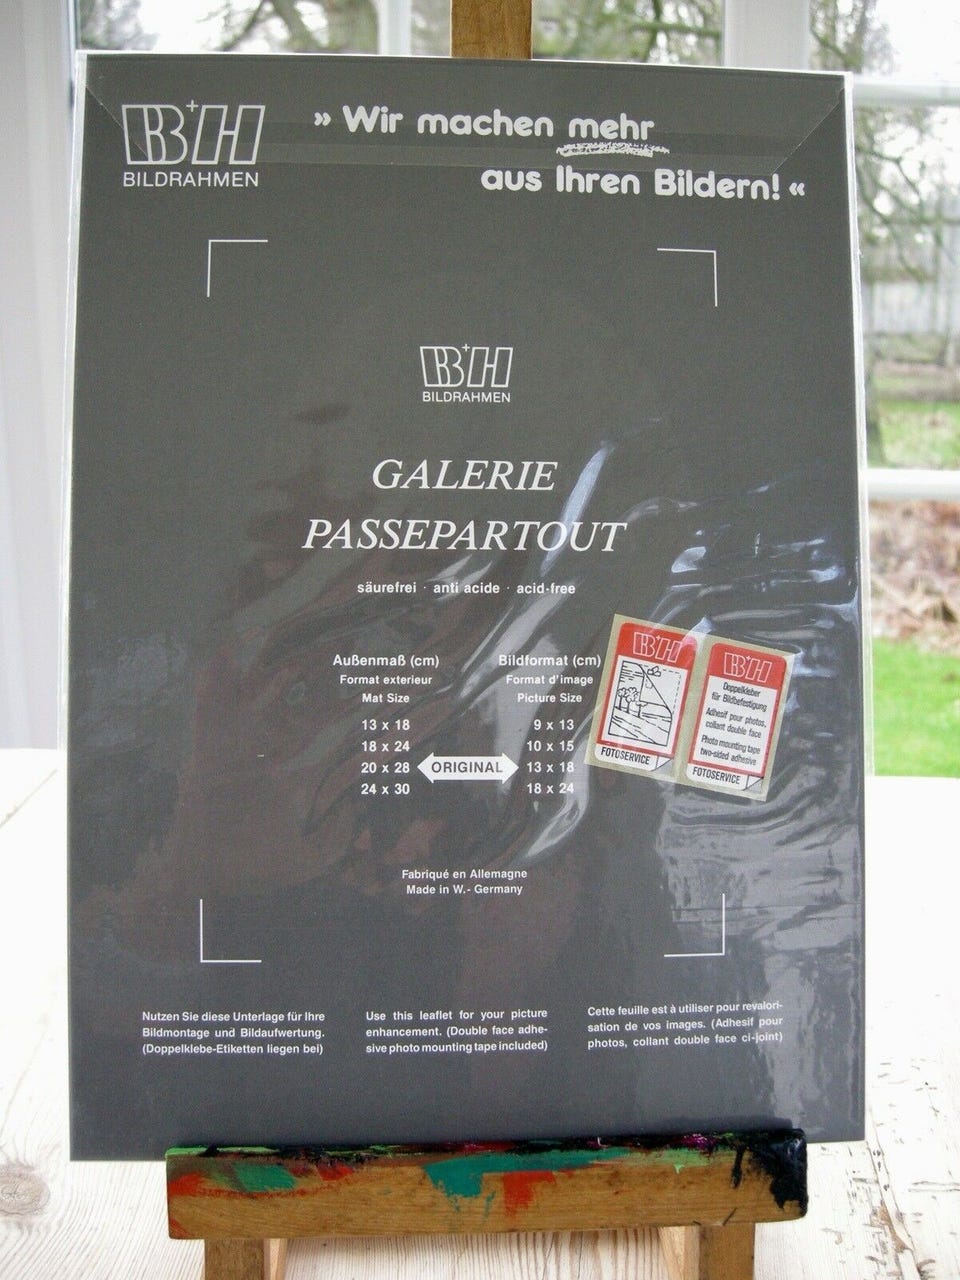 B+H
BILDRAHMEN
» Wir machen mehr
aus Ihren Bildern! «
B+H
BILDRAHMEN
GALERIE
PASSEPARTOUT
säurefrei · anti acide · acid-free
Außenmaß (cm)
Format exterieur
Mat Size
13 x 18
18 x 24
20 x 28
24 x 30
ORIGINAL
Bildformat (cm)
Format d'image
Picture Size
9 x 13
10 x 15
13 x 18
18 x 24
B+H
FOTOSERVICE
B+H
Doppelkleber
für Bildbefestigung
Adhesif pour photos,
collant double face
Photo mounting tape
two-sided adhesive
FOTOSERVICE
Fabriqué en Allemagne
Made in W.- Germany
Nutzen Sie diese Unterlage für Ihre
Bildmontage und Bildaufwertung.
(Doppelklebe-Etiketten liegen bei)
Use this leaflet for your picture
enhancement. (Double face adhe-
sive photo mounting tape included)
Cette feuille est à utiliser pour revalori-
sation de vos images. (Adhesif pour
photos, collant double face ci-joint)